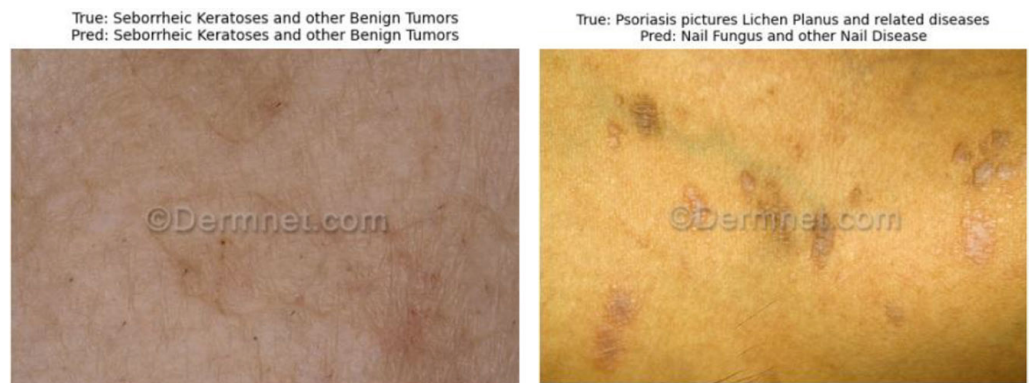 True: Seborrheic Keratoses and other Benign Tumors
Pred: Seborrheic Keratoses and other Benign Tumors
©Dermnet.com
True: Psoriasis pictures Lichen Planus and related diseases
Pred: Nail Fungus and other Nail Disease
©Dermnet.com